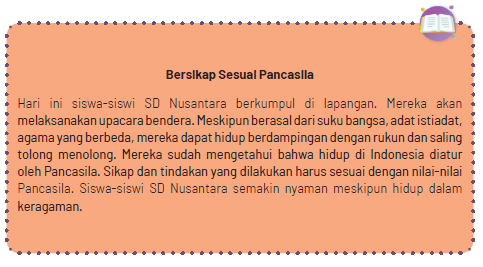 Bersikap Sesuai Pancasila
Hari ini siswa-siswi SD Nusantara berkumpul di lapangan. Mereka akan
melaksanakan upacara bendera. Meskipun berasal dari suku bangsa, adat istiadat,
agama yang berbeda, mereka dapat hidup berdampingan dengan rukun dan saling
tolong menolong. Mereka sudah mengetahui bahwa hidup di Indonesia diatur
oleh Pancasila. Sikap dan tindakan yang dilakukan harus sesuai dengan nilai-nilai
Pancasila. Siswa-siswi SD Nusantara semakin nyaman meskipun hidup dalam
keragaman.